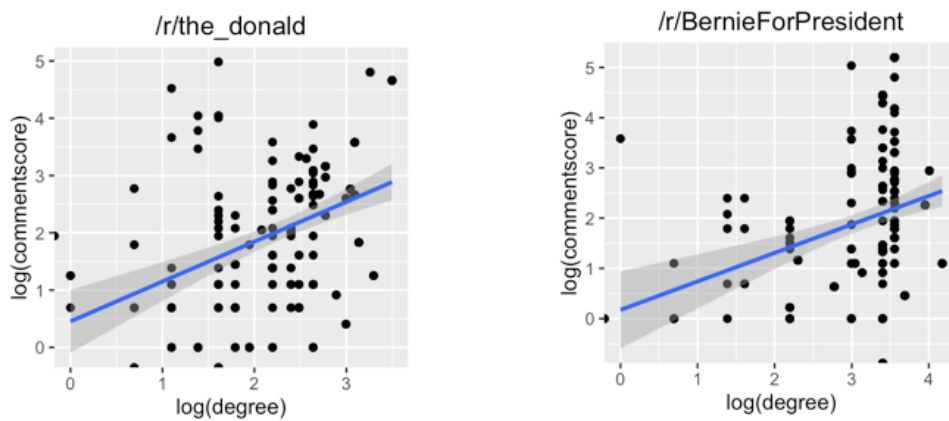 /r/the_donald
5
4
3
2
1
0
log(commentscore)
0 1 2 3
log(degree)
/r/BernieForPresident
5
4
3
2
1
0
log(commentscore)
0 1 2 3 4
log(degree)